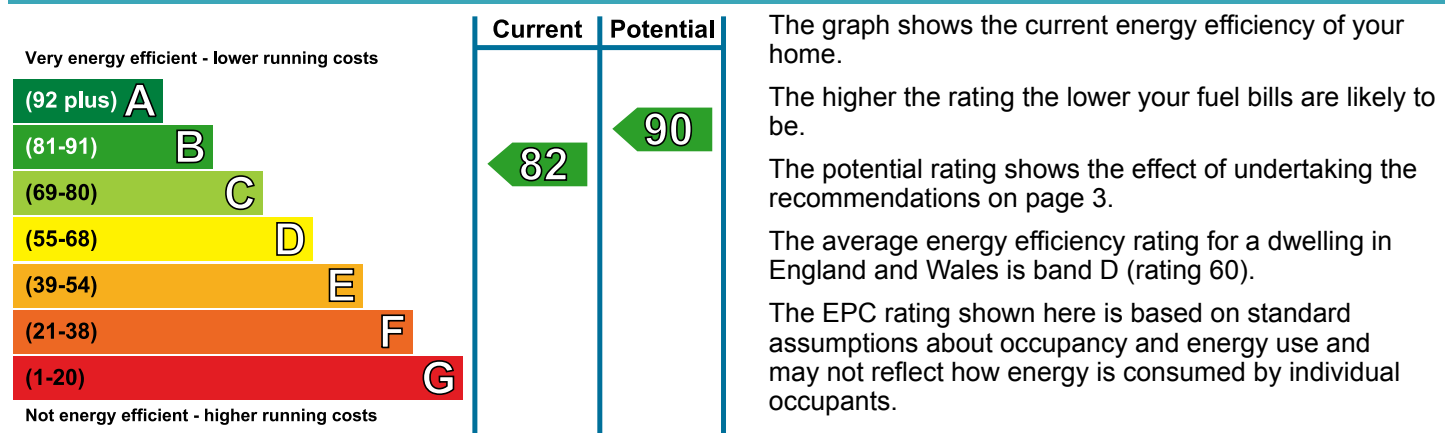 Current Potential
Very energy efficient - lower running costs
(92 plus) A
(81-91) B
(69-80) C
(55-68) D
(39-54) E
(21-38) F
(1-20) G
Not energy efficient - higher running costs
82
90
The graph shows the current energy efficiency of your
home.
The higher the rating the lower your fuel bills are likely to
be.
The potential rating shows the effect of undertaking the
recommendations on page 3.
The average energy efficiency rating for a dwelling in
England and Wales is band D (rating 60).
The EPC rating shown here is based on standard
assumptions about occupancy and energy use and
may not reflect how energy is consumed by individual
occupants.